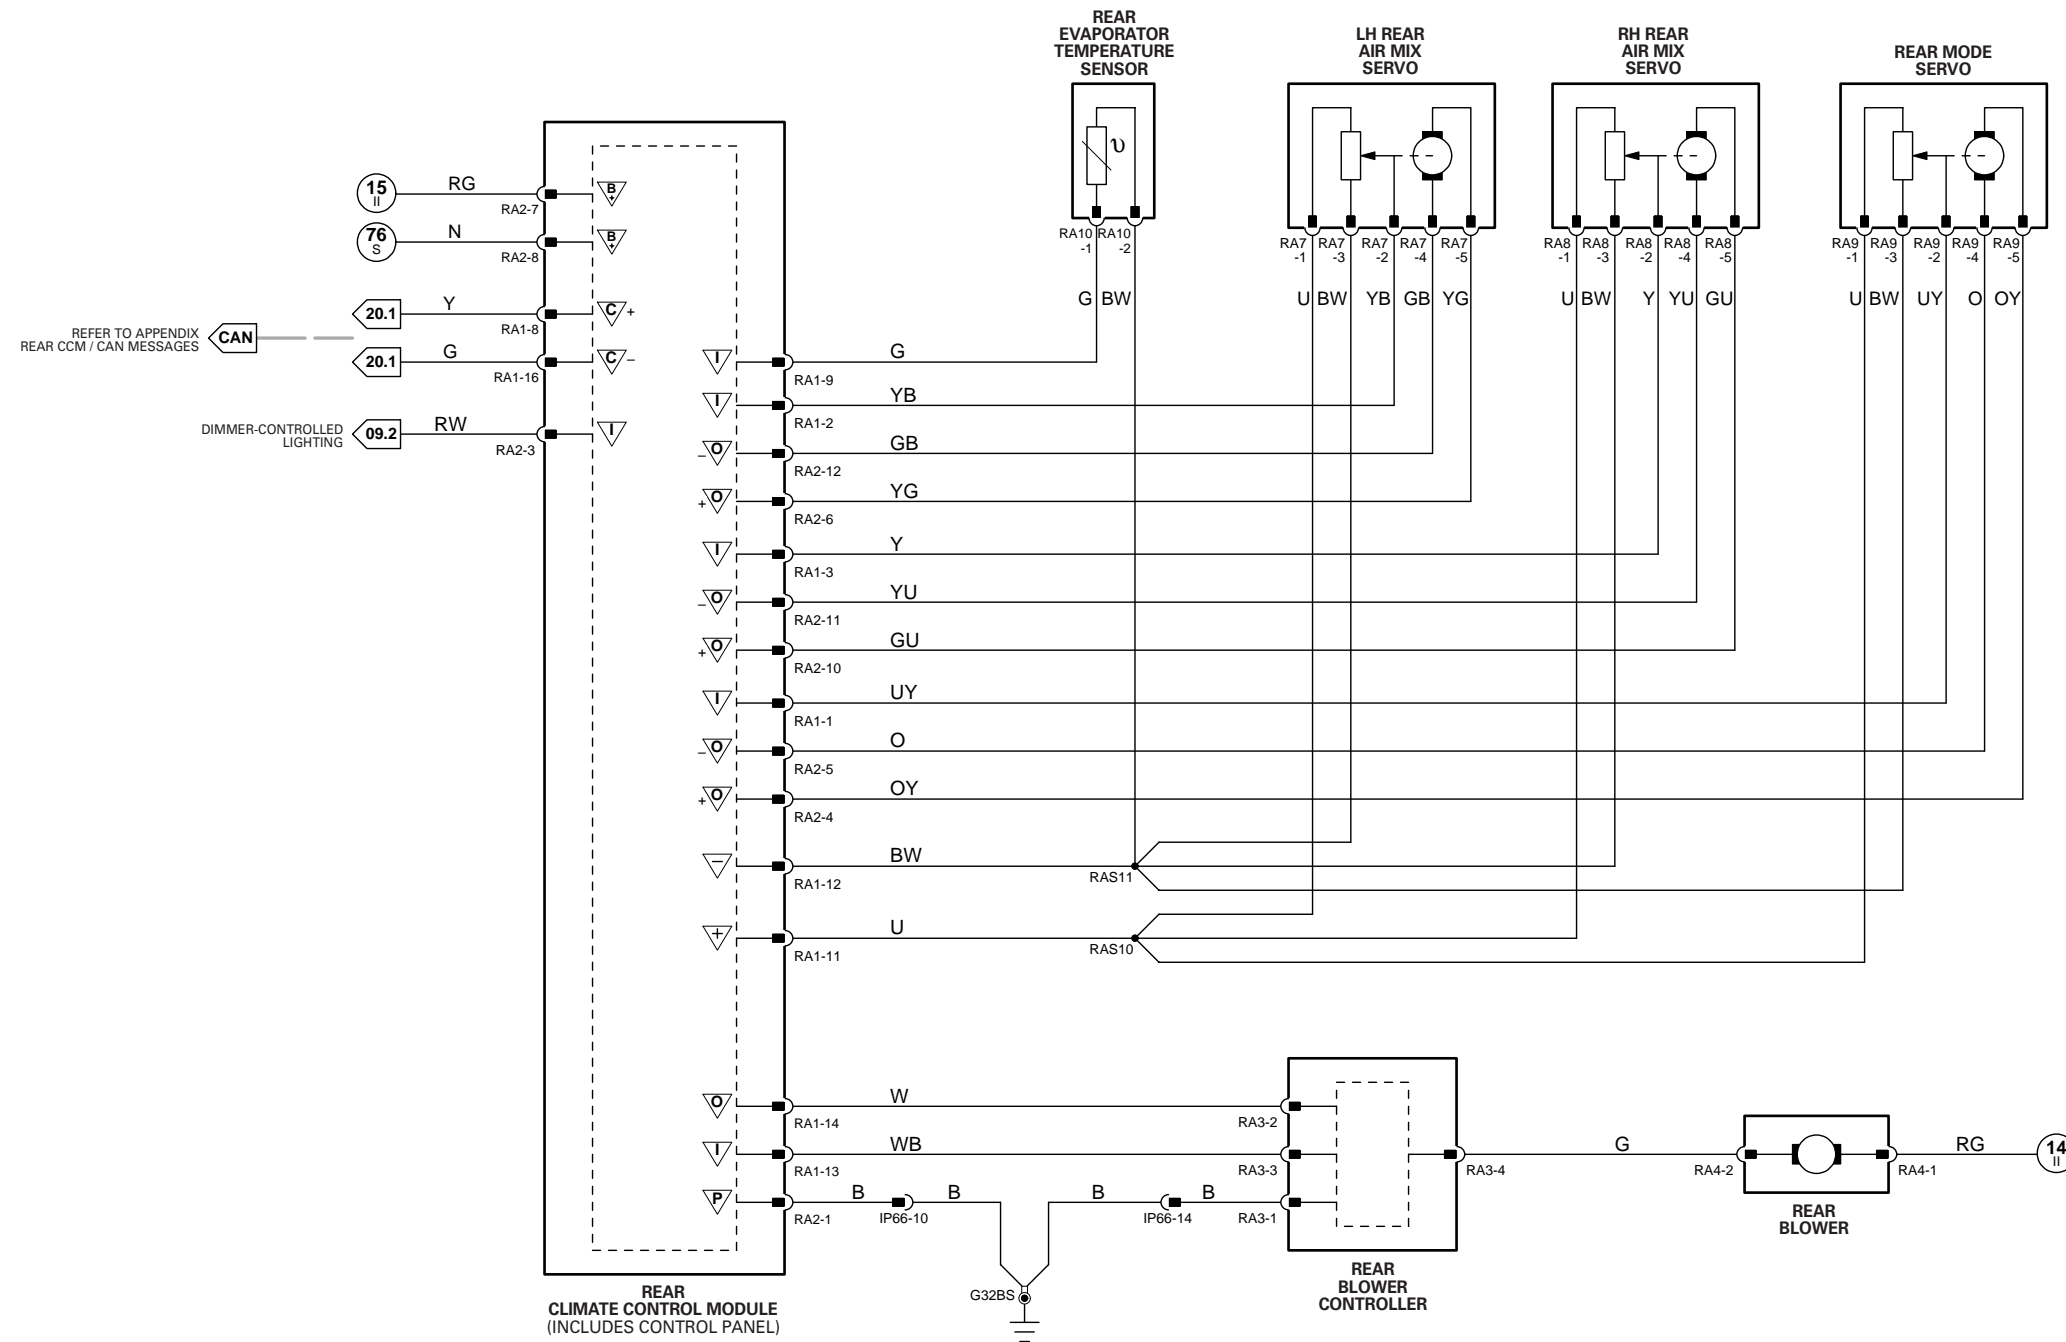 REAR
EVAPORATOR
TEMPERATURE
SENSOR
LH REAR
AIR MIX
SERVO
RH REAR
AIR MIX
SERVO
REAR MODE
SERVO
υ
RA10
-1
RA10
-2
RA7
-1
RA7
-3
RA7
-2
RA7
-4
RA7
-5
RA8
-1
RA8
-3
RA8
-2
RA8
-4
RA8
-5
RA9
-1
RA9
-3
RA9
-2
RA9
-4
RA9
-5
G BW
U BW YB GB YG
U BW Y YU GU
U BW UY O OY
15
II
RG
RA2-7
B
+
76
S
N
RA2-8
B
+
20.1
Y
RA1-8
C +
REFER TO APPENDIX
REAR CCM / CAN MESSAGES
CAN
20.1
G
RA1-16
C –
DIMMER-CONTROLLED
LIGHTING
09.2
RW
RA2-3
I
I
G
RA1-9
I
YB
RA1-2
– O
GB
RA2-12
+ O
YG
RA2-6
I
Y
RA1-3
– O
YU
RA2-11
+ O
GU
RA2-10
I
UY
RA1-1
– O
O
RA2-5
+ O
OY
RA2-4
–
BW
RA1-12
RAS11
+
U
RA1-11
RAS10
O
W
RA1-14
RA3-2
I
WB
RA1-13
RA3-3
P
B
B
B
B
RA2-1
IP66-10
IP66-14
RA3-1
RA3-4
G
RA4-2
RA4-1
RG
14
II
REAR
BLOWER
G32BS
REAR
BLOWER
CONTROLLER
REAR
CLIMATE CONTROL MODULE
(INCLUDES CONTROL PANEL)